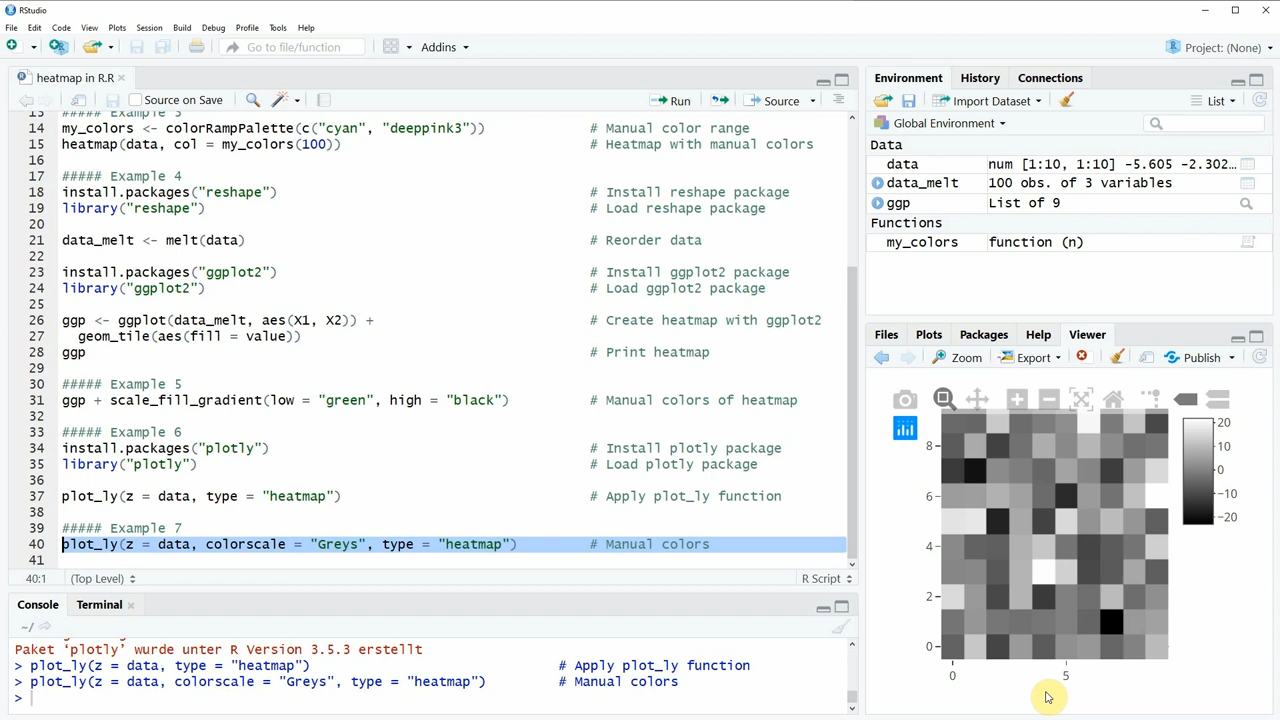 RStudio
File Edit Code View Plots Session Build Debug Profile Tools Help
Go to file/function
Addins
Project: (None)
heatmap in R.R
Source on Save
Run
Source
13 ##### Example 3
14 my_colors <- colorRampPalette(c("cyan", "deeppink3")) # Manual color range
15 heatmap(data, col = my_colors(100)) # Heatmap with manual colors
16
17 ##### Example 4
18 install.packages("reshape") # Install reshape package
19 library("reshape") # Load reshape package
20
21 data_melt <- melt(data) # Reorder data
22
23 install.packages("ggplot2") # Install ggplot2 package
24 library("ggplot2") # Load ggplot2 package
25
26 ggp <- ggplot(data_melt, aes(X1, X2)) + # Create heatmap with ggplot2
27 geom_tile(aes(fill = value))
28 ggp # Print heatmap
29
30 ##### Example 5
31 ggp + scale_fill_gradient(low = "green", high = "black") # Manual colors of heatmap
32
33 ##### Example 6
34 install.packages("plotly") # Install plotly package
35 library("plotly") # Load plotly package
36
37 plot_ly(z = data, type = "heatmap") # Apply plot_ly function
38
39 ##### Example 7
40 plot_ly(z = data, colorscale = "Greys", type = "heatmap") # Manual colors
41
40:1 (Top Level) R Script
Console Terminal
~/
Paket ‘plotly’ wurde unter R Version 3.5.3 erstellt
> plot_ly(z = data, type = "heatmap") # Apply plot_ly function
> plot_ly(z = data, colorscale = "Greys", type = "heatmap") # Manual colors
>
Environment History Connections
Import Dataset
List
Global Environment
Data
data num [1:10, 1:10] -5.605 -2.302…
data_melt 100 obs. of 3 variables
ggp List of 9
Functions
my_colors function (n)
Files Plots Packages Help Viewer
Zoom Export Publish
8
6
4
2
0
0 5
20
10
0
−10
−20